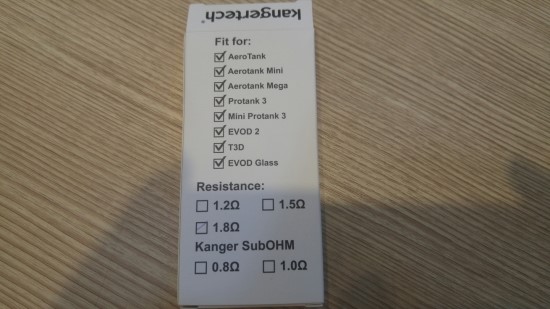 kangertech
Fit for:
AeroTank
Aerotank Mini
Aerotank Mega
Protank 3
Mini Protank 3
EVOD 2
T3D
EVOD Glass
Resistance:
1.2Ω 1.5Ω
1.8Ω
Kanger SubOHM
0.8Ω 1.0Ω